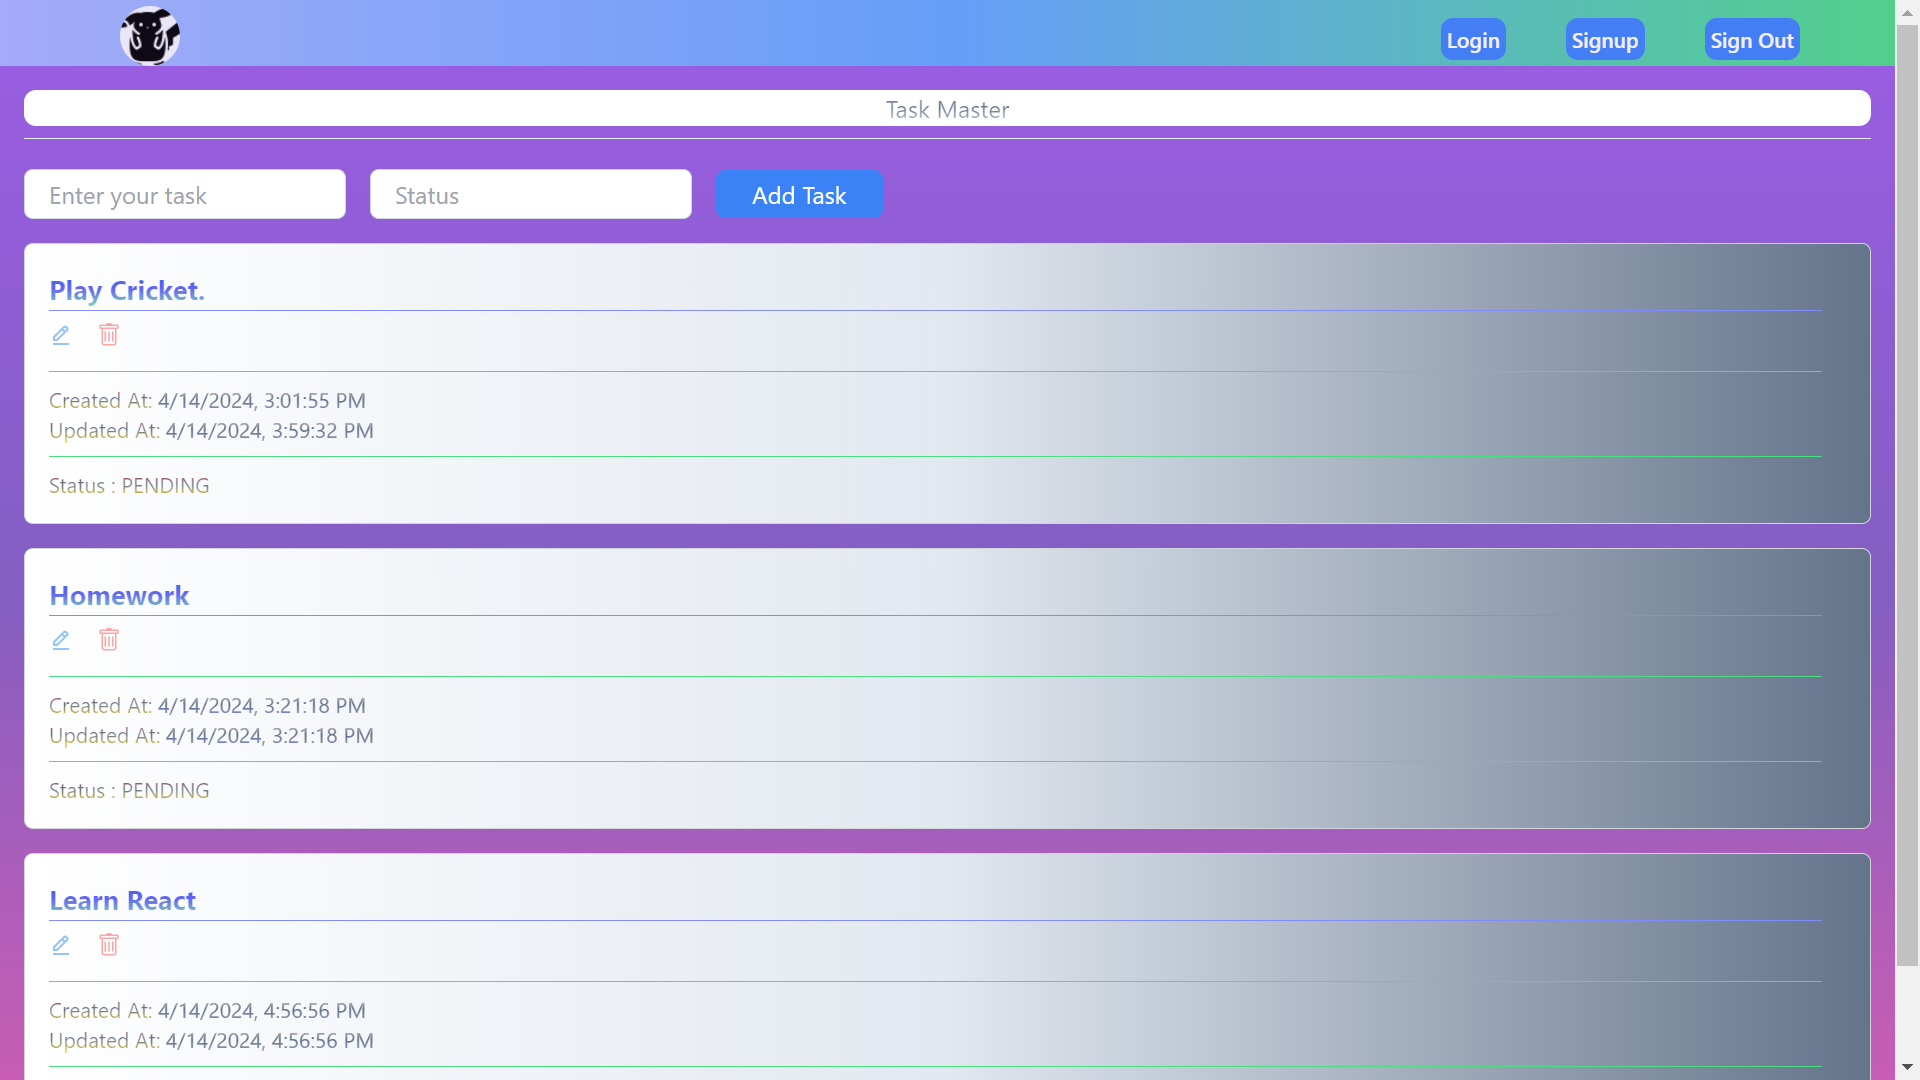 Login Signup Sign Out
Task Master
Enter your task Status Add Task
Play Cricket.
Created At: 4/14/2024, 3:01:55 PM
Updated At: 4/14/2024, 3:59:32 PM
Status : PENDING
Homework
Created At: 4/14/2024, 3:21:18 PM
Updated At: 4/14/2024, 3:21:18 PM
Status : PENDING
Learn React
Created At: 4/14/2024, 4:56:56 PM
Updated At: 4/14/2024, 4:56:56 PM